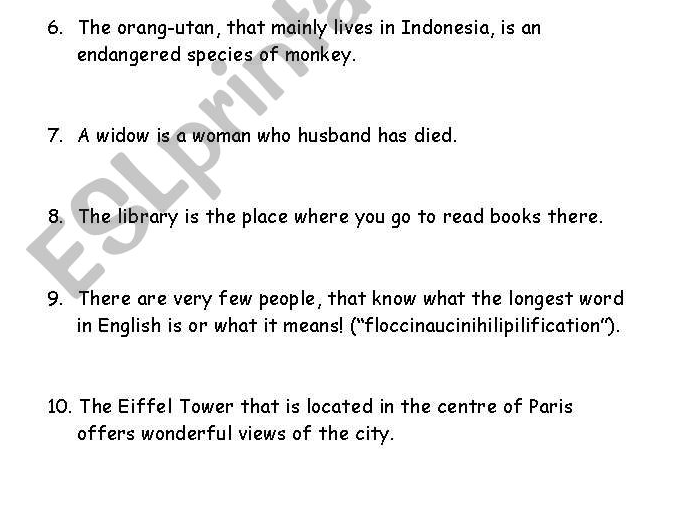 6. The orang-utan, that mainly lives in Indonesia, is an
endangered species of monkey.
7. A widow is a woman who husband has died.
8. The library is the place where you go to read books there.
9. There are very few people, that know what the longest word
in English is or what it means! ("floccinaucinihilipilification").
10. The Eiffel Tower that is located in the centre of Paris
offers wonderful views of the city.
ESLprinta